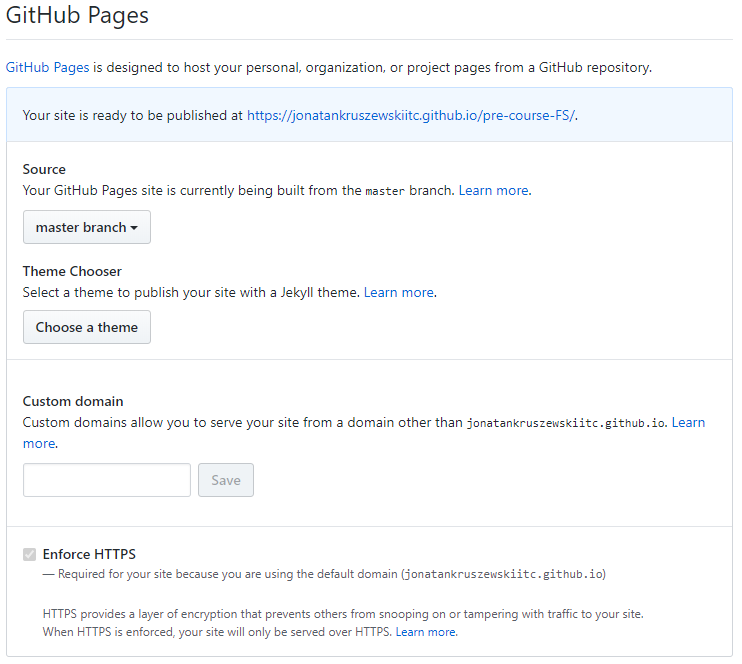 GitHub Pages
GitHub Pages is designed to host your personal, organization, or project pages from a GitHub repository.
Your site is ready to be published at https://jonatankruszewskiitc.github.io/pre-course-FS/.
Source
Your GitHub Pages site is currently being built from the master branch. Learn more.
master branch
Theme Chooser
Select a theme to publish your site with a Jekyll theme. Learn more.
Choose a theme
Custom domain
Custom domains allow you to serve your site from a domain other than jonatankruszewskiitc.github.io. Learn
more.
Save
Enforce HTTPS
— Required for your site because you are using the default domain (jonatankruszewskiitc.github.io)
HTTPS provides a layer of encryption that prevents others from snooping on or tampering with traffic to your site.
When HTTPS is enforced, your site will only be served over HTTPS. Learn more.